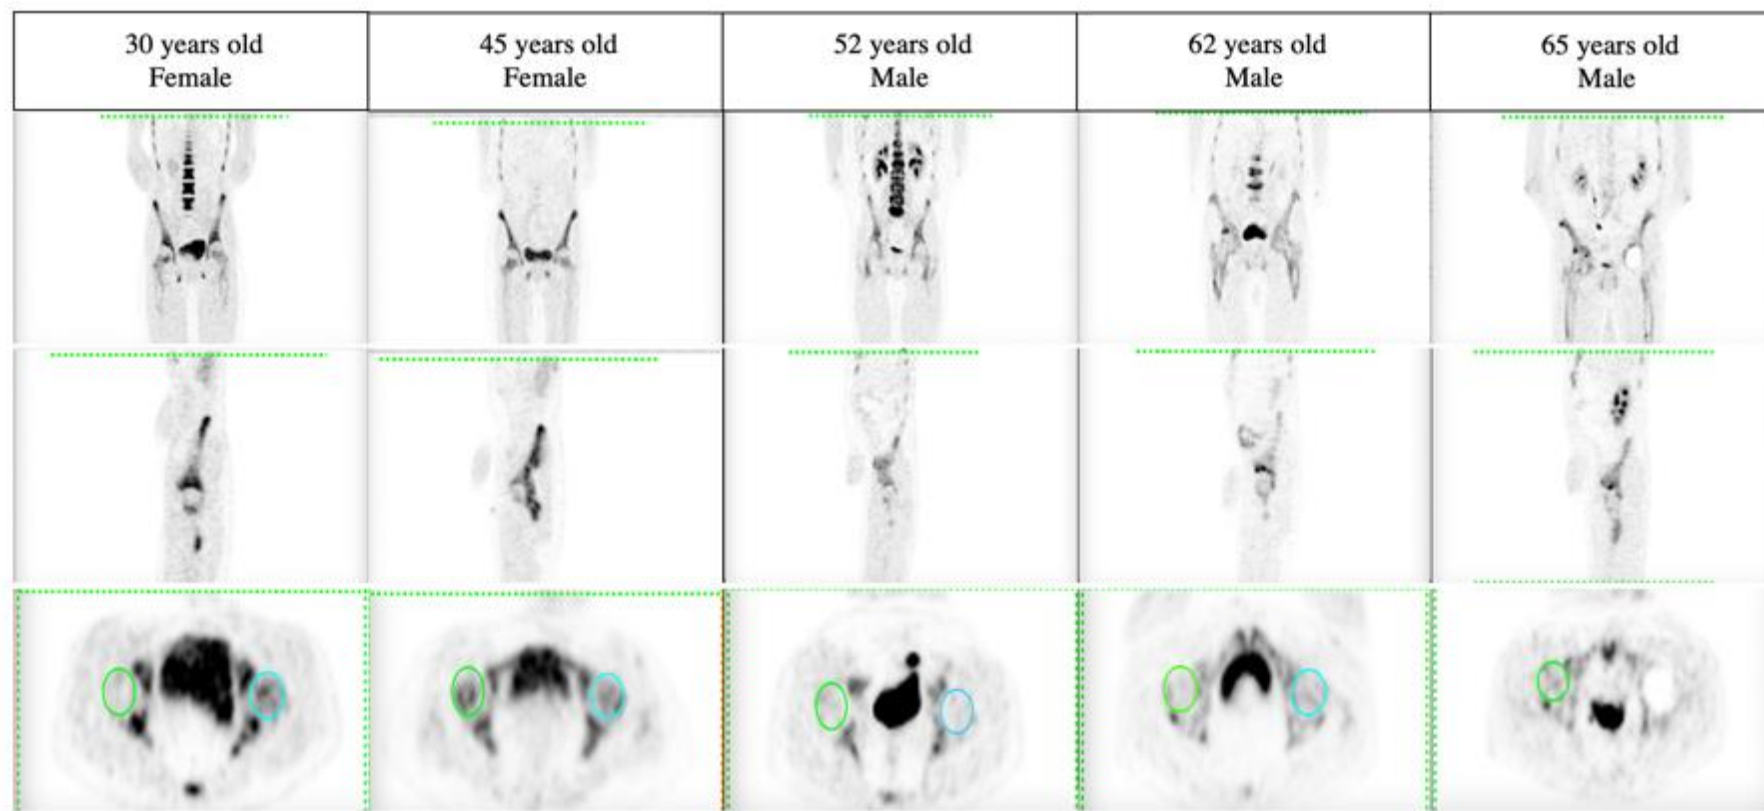 30 years old
Female
45 years old
Female
52 years old
Male
62 years old
Male
65 years old
Male